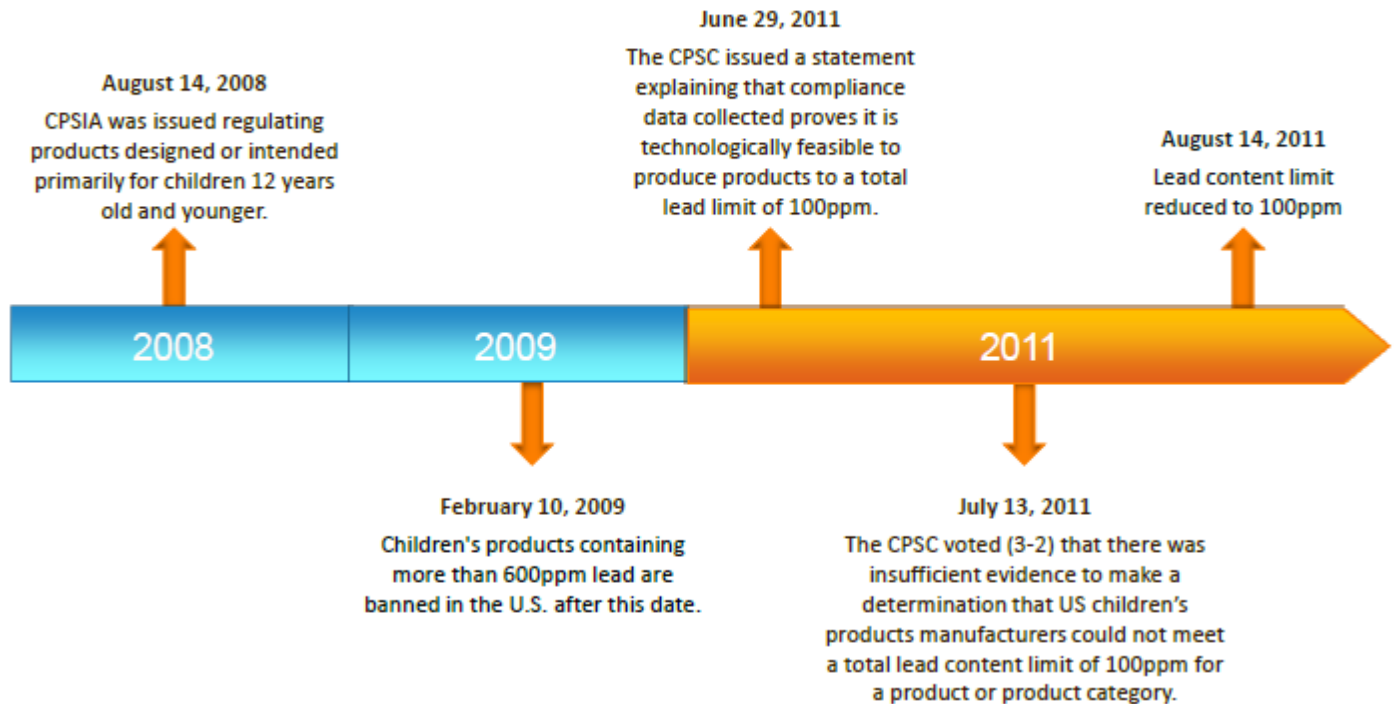 June 29, 2011
The CPSC issued a statement
explaining that compliance
data collected proves it is
technologically feasible to
produce products to a total
lead limit of 100ppm.
August 14, 2008
CPSIA was issued regulating
products designed or intended
primarily for children 12 years
old and younger.
August 14, 2011
Lead content limit
reduced to 100ppm
2008
2009
2011
February 10, 2009
Children's products containing
more than 600ppm lead are
banned in the U.S. after this date.
July 13, 2011
The CPSC voted (3-2) that there was
insufficient evidence to make a
determination that US children’s
products manufacturers could not meet
a total lead content limit of 100ppm for
a product or product category.